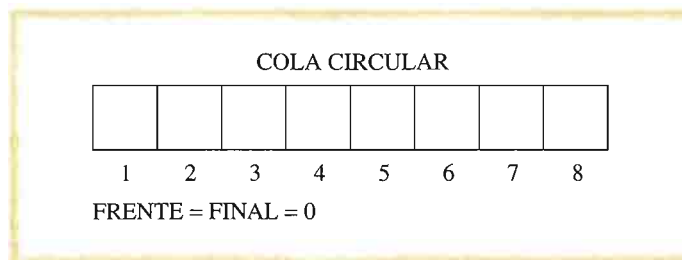 COLA CIRCULAR
1 2 3 4 5 6 7 8
FRENTE = FINAL = 0